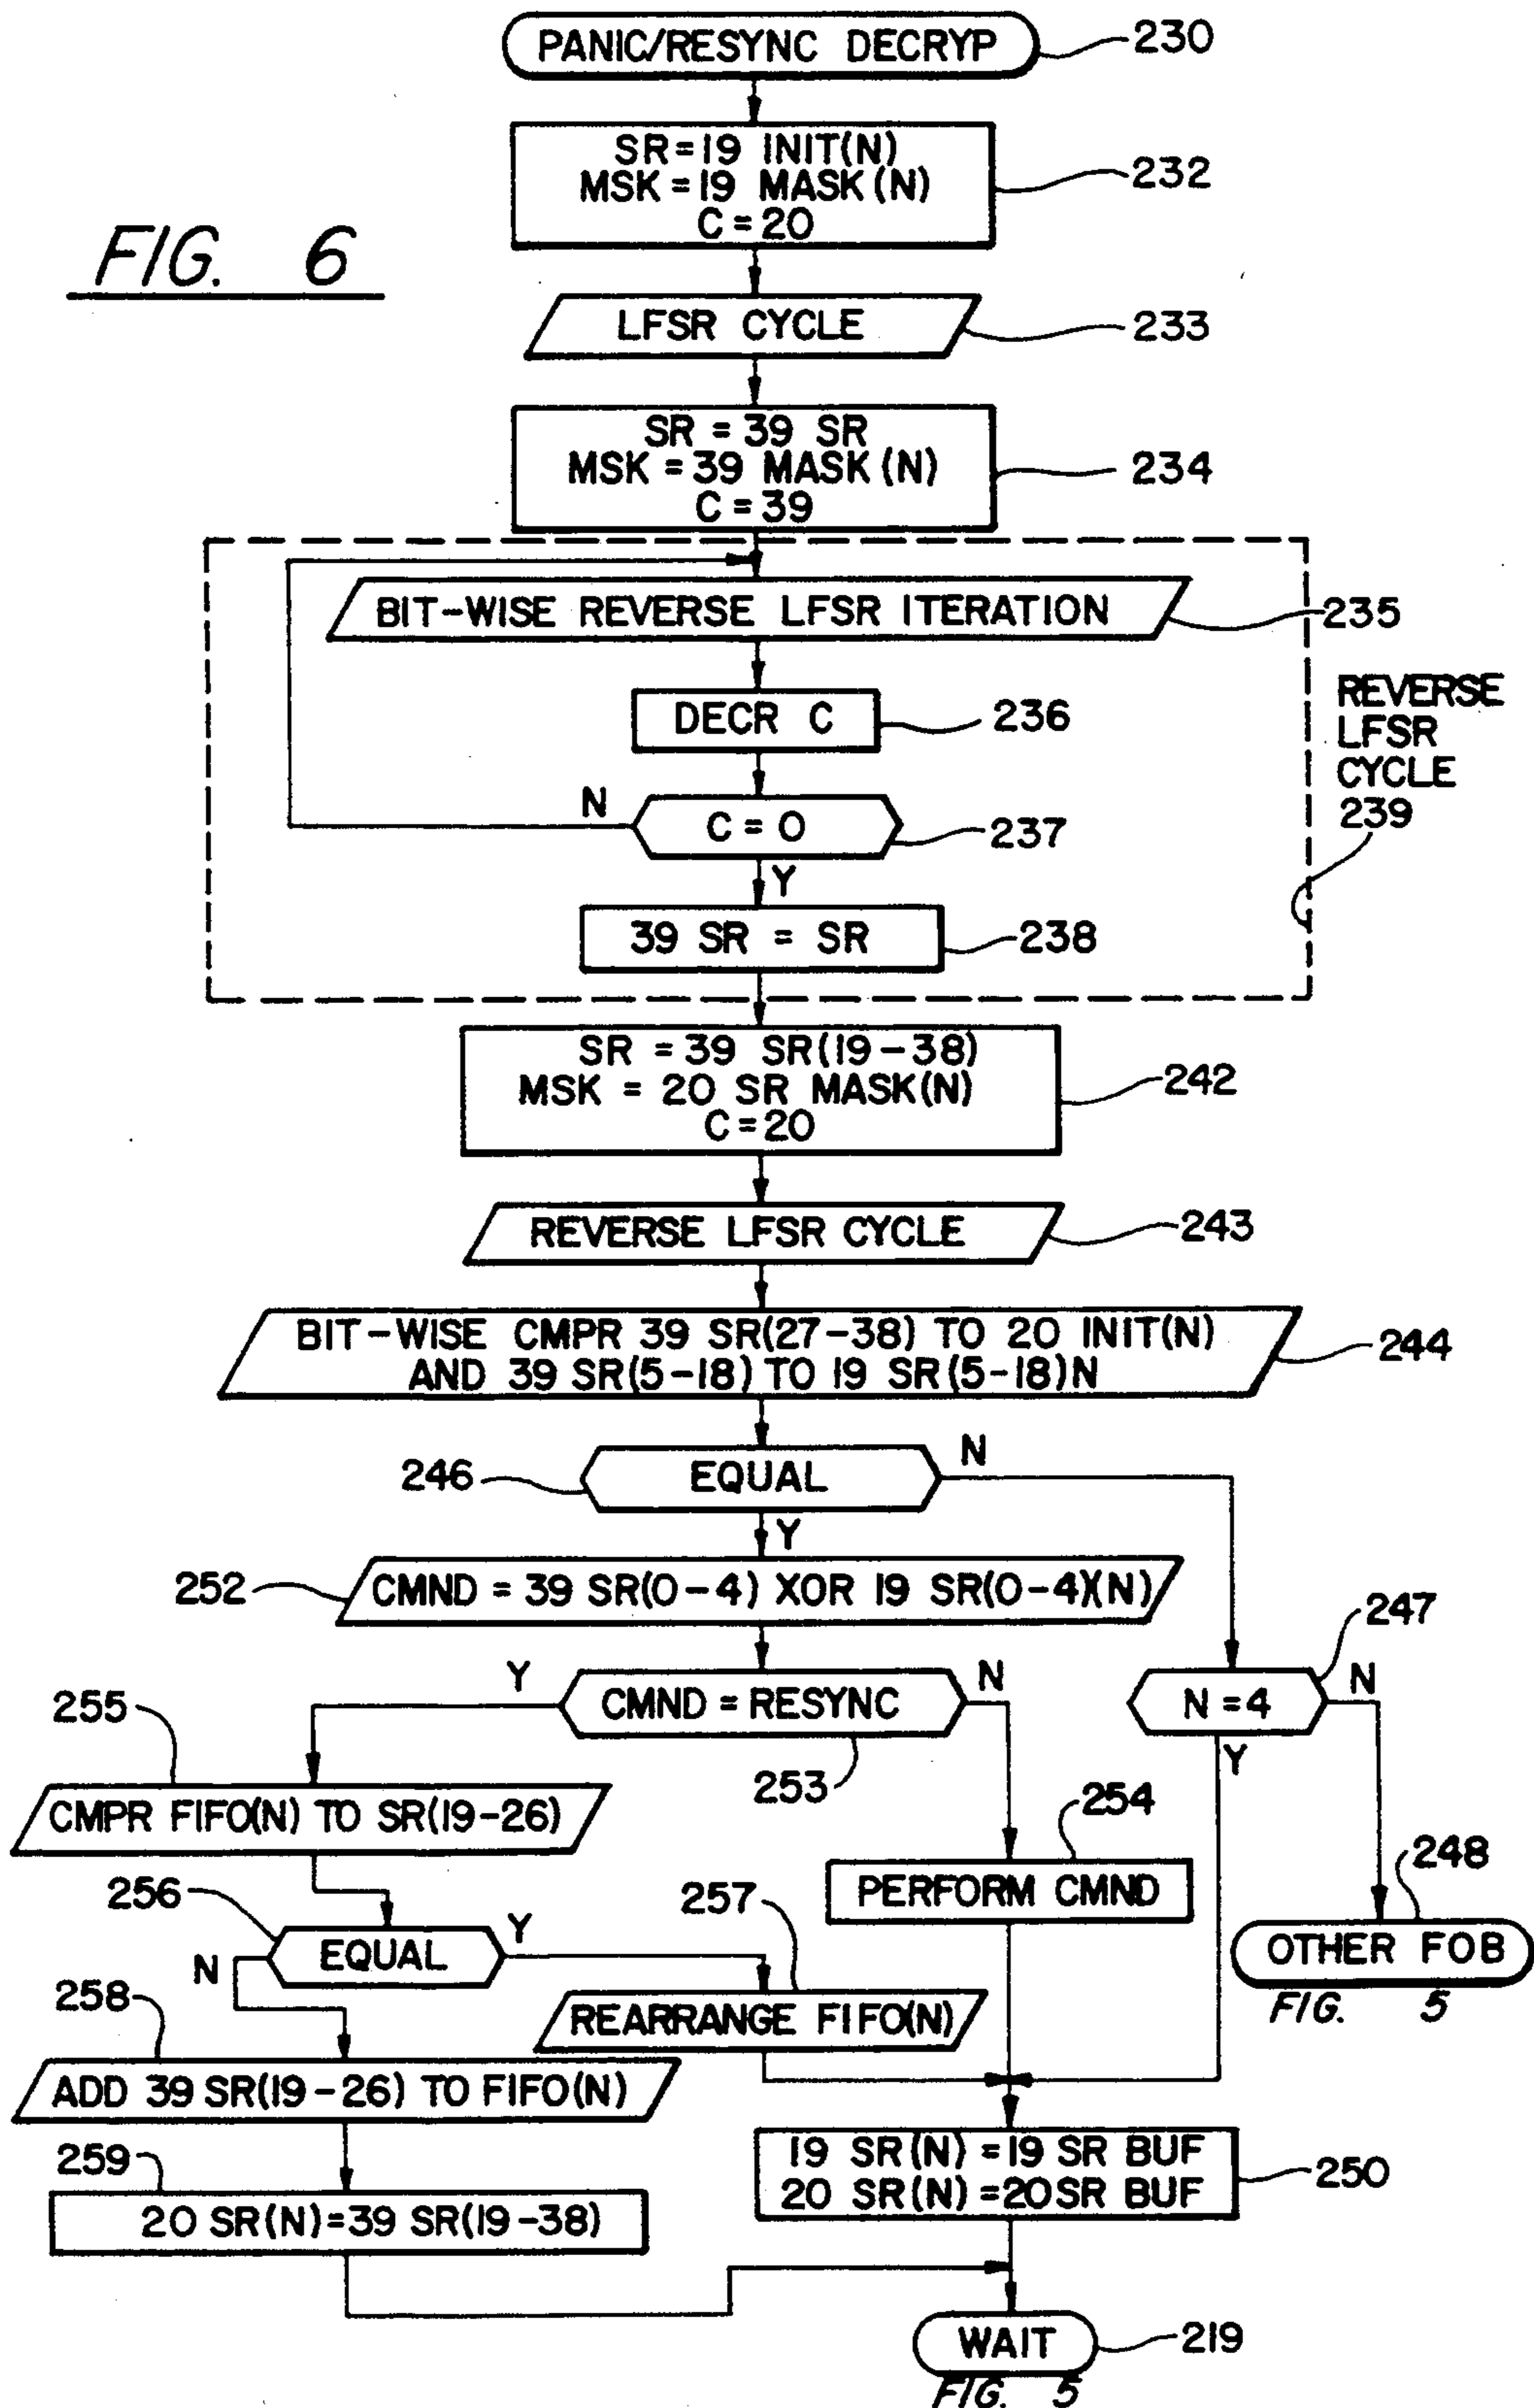 PANIC/RESYNC DECRYP
230
SR=19 INIT(N)
MSK=19 MASK(N)
C=20
232
FIG. 6
LFSR CYCLE
233
SR = 39 SR
MSK = 39 MASK(N)
C = 39
234
BIT-WISE REVERSE LFSR ITERATION
235
DECR C
236
REVERSE
LFSR
CYCLE
239
N
C = 0
237
Y
39 SR = SR
238
SR = 39 SR(19-38)
MSK = 20 SR MASK(N)
C=20
242
REVERSE LFSR CYCLE
243
BIT-WISE CMPR 39 SR(27-38) TO 20 INIT(N)
AND 39 SR(5-18) TO 19 SR(5-18)N
244
246
EQUAL
N
Y
252
CMND = 39 SR(0-4) XOR 19 SR(0-4)(N)
247
Y
CMND = RESYNC
N
253
N = 4
N
Y
255
CMPR FIFO(N) TO SR(19-26)
254
PERFORM CMND
248
OTHER FOB
FIG. 5
256
EQUAL
Y
N
257
REARRANGE FIFO(N)
258
ADD 39 SR(19-26) TO FIFO(N)
259
20 SR(N)=39 SR(19-38)
19 SR(N)=19 SR BUF
20 SR(N)=20SR BUF
250
WAIT
219
FIG. 5